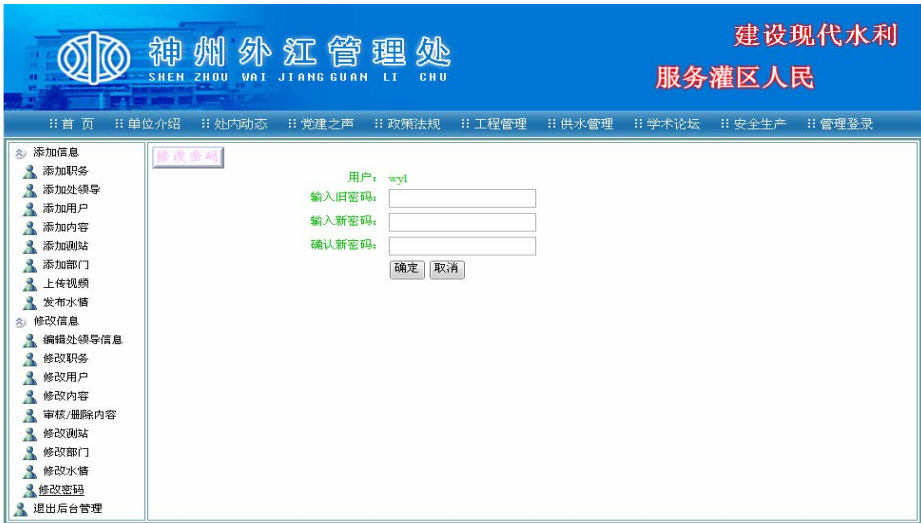 神州外江管理处
SHEN ZHOU WAI JIANG GUAN LI CHU
建设现代水利
服务灌区人民
首 页 单位介绍 处内动态 党建之声 政策法规 工程管理 供水管理 学术论坛 安全生产 管理登录
添加信息
添加职务
添加处领导
添加用户
添加内容
添加测站
添加部门
上传视频
发布水情
修改信息
编辑处领导信息
修改职务
修改用户
修改内容
审核/删除内容
修改测站
修改部门
修改水情
修改密码
退出后台管理
修改密码
用户: wyl
输入旧密码:
输入新密码:
确认新密码:
确定 取消